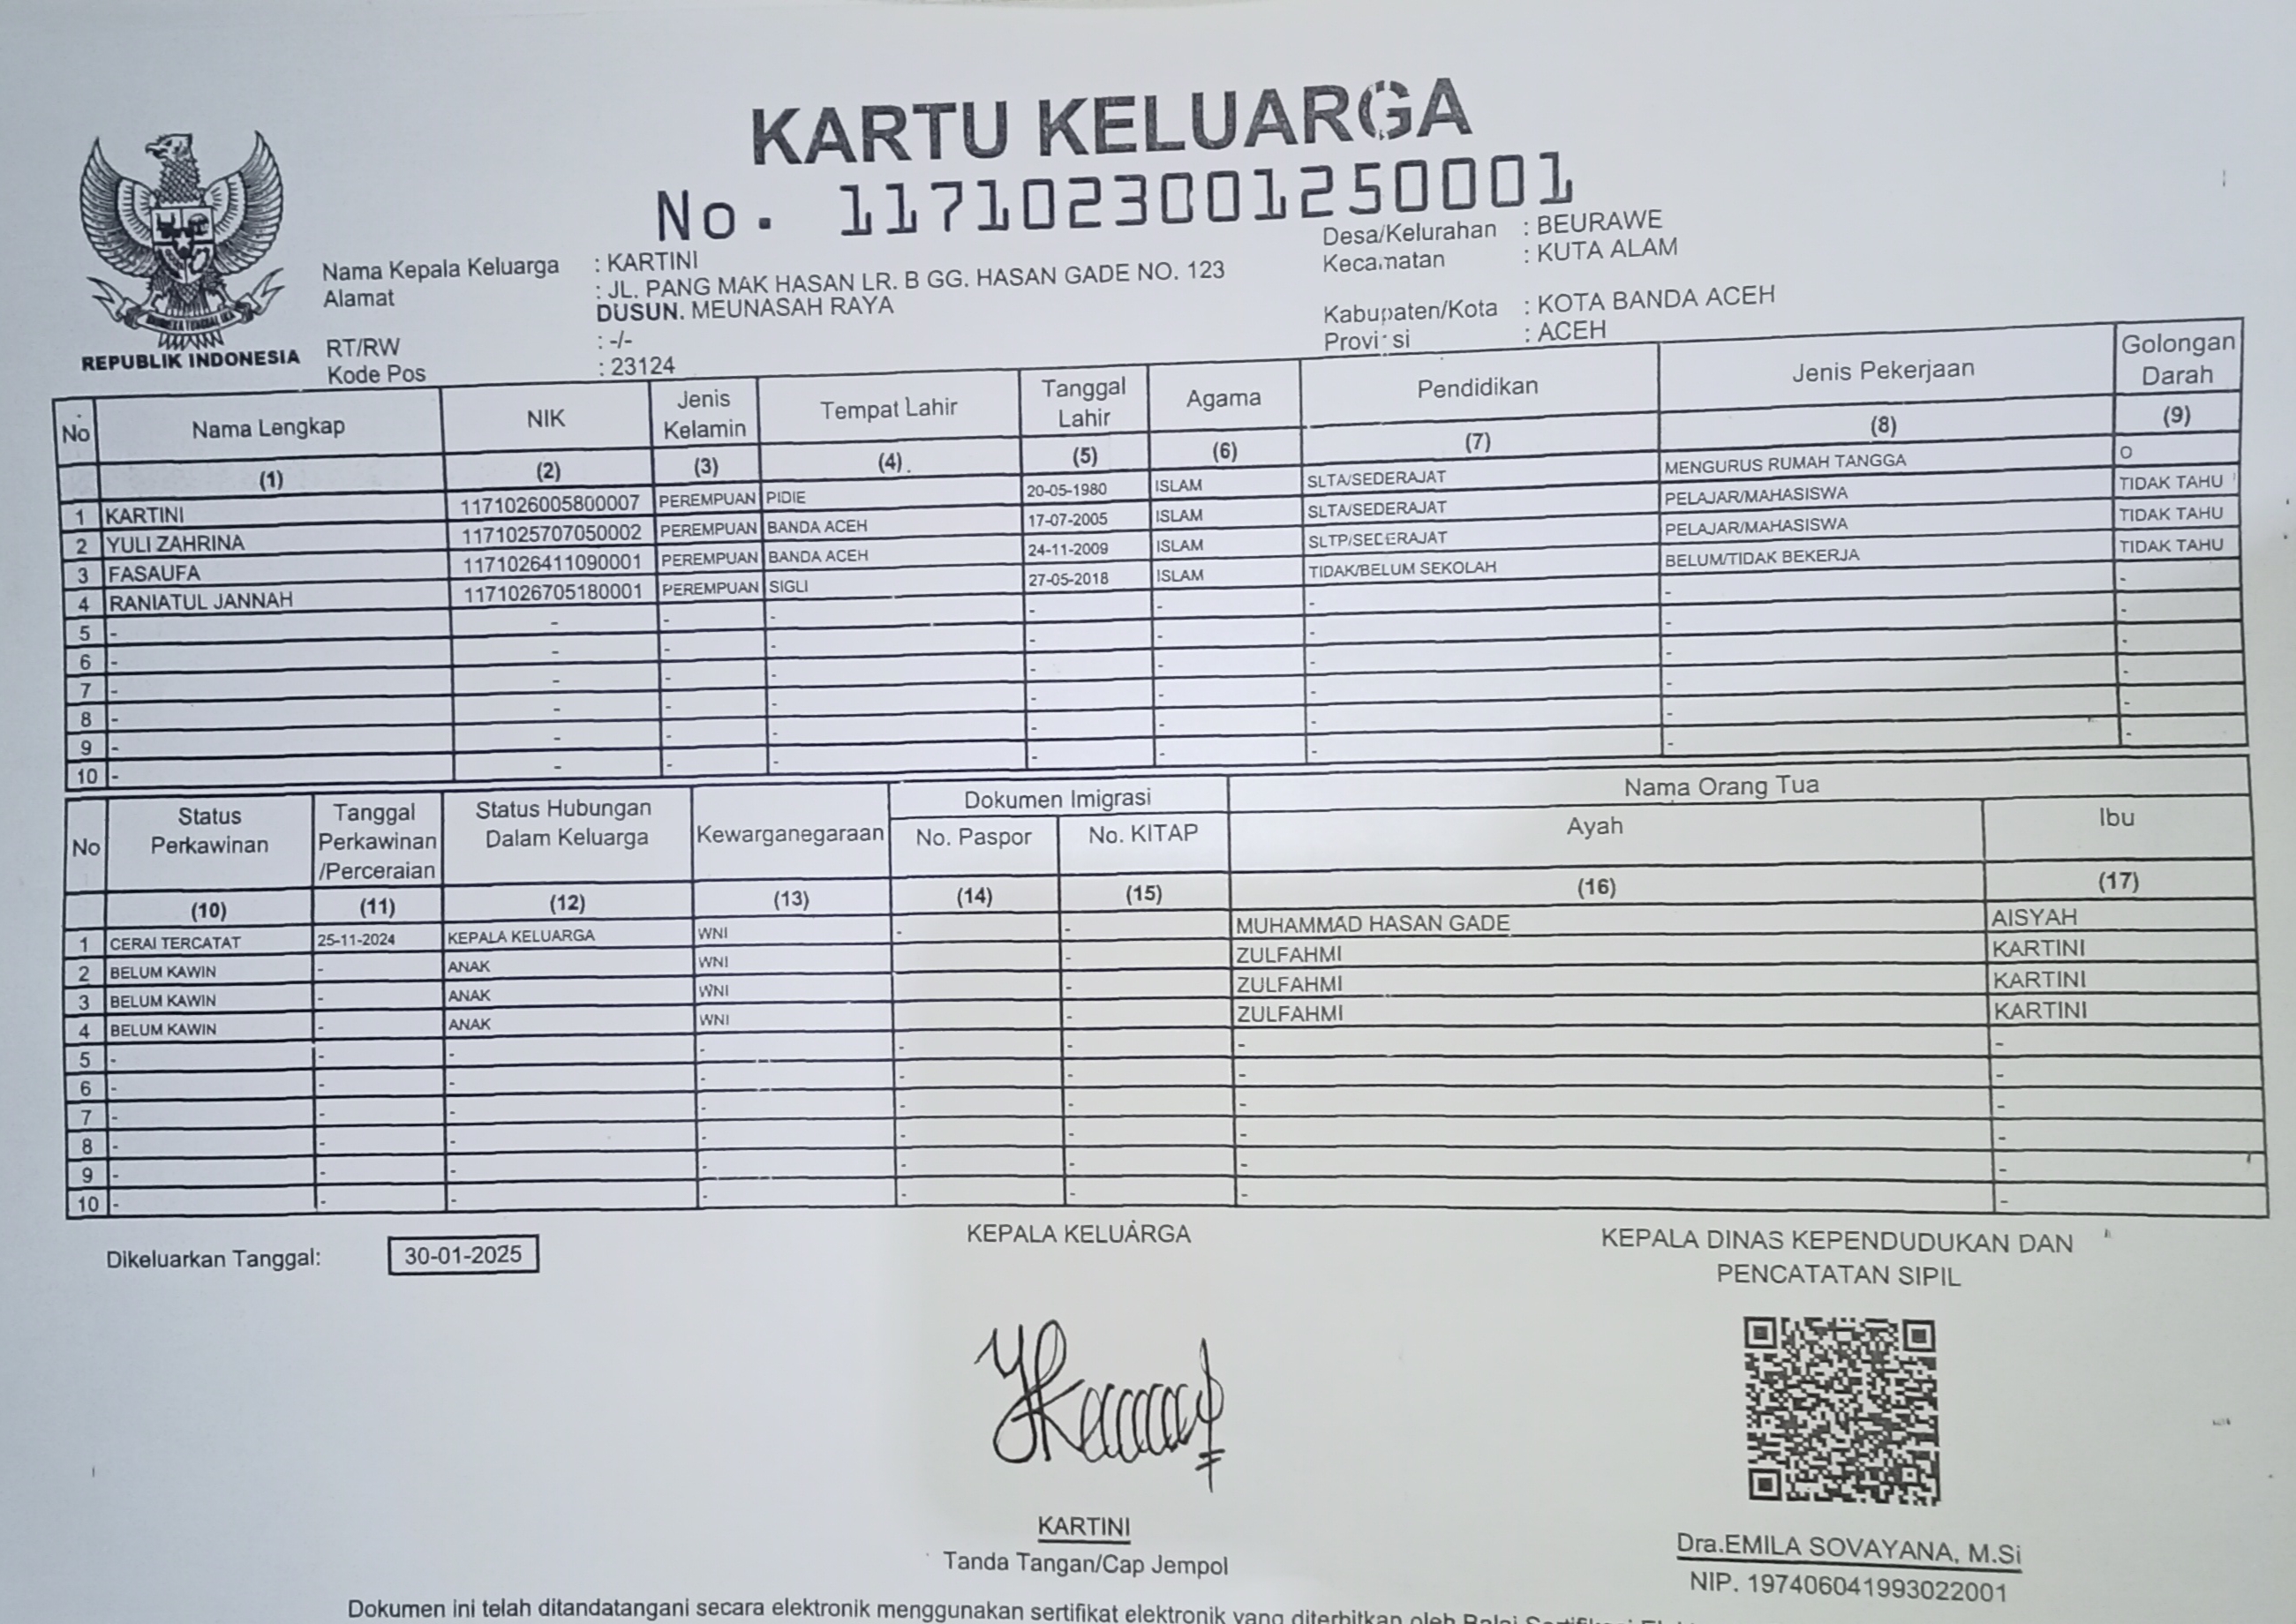 KARTU KELUARGA
No. 1171023001250001
REPUBLIK INDONESIA
Nama Kepala Keluarga : KARTINI
Alamat : JL. PANG MAK HASAN LR. B GG. HASAN GADE NO. 123
DUSUN. MEUNASAH RAYA
RT/RW : -/-
Kode Pos : 23124
Desa/Kelurahan : BEURAWE
Kecamatan : KUTA ALAM
Kabupaten/Kota : KOTA BANDA ACEH
Provinsi : ACEH
No Nama Lengkap NIK Jenis Kelamin Tempat Lahir Tanggal Lahir Agama Pendidikan Jenis Pekerjaan Golongan Darah
(1) (2) (3) (4) (5) (6) (7) (8) (9)
1 KARTINI 1171026005800007 PEREMPUAN PIDIE 20-05-1980 ISLAM SLTA/SEDERAJAT MENGURUS RUMAH TANGGA O
2 YULI ZAHRINA 1171025707050002 PEREMPUAN BANDA ACEH 17-07-2005 ISLAM SLTA/SEDERAJAT PELAJAR/MAHASISWA TIDAK TAHU
3 FASAUFA 1171026411090001 PEREMPUAN BANDA ACEH 24-11-2009 ISLAM SLTP/SEDERAJAT PELAJAR/MAHASISWA TIDAK TAHU
4 RANIATUL JANNAH 1171026705180001 PEREMPUAN SIGLI 27-05-2018 ISLAM TIDAK/BELUM SEKOLAH BELUM/TIDAK BEKERJA TIDAK TAHU
5 - - - - - - - - -
6 - - - - - - - - -
7 - - - - - - - - -
8 - - - - - - - - -
9 - - - - - - - - -
10 - - - - - - - - -
No Status Perkawinan Tanggal Perkawinan /Perceraian Status Hubungan Dalam Keluarga Kewarganegaraan Dokumen Imigrasi No. Paspor No. KITAP Nama Orang Tua Ayah Ibu
(10) (11) (12) (13) (14) (15) (16) (17)
1 CERAI TERCATAT 25-11-2024 KEPALA KELUARGA WNI - - MUHAMMAD HASAN GADE AISYAH
2 BELUM KAWIN - ANAK WNI - ZULFAHMI KARTINI
3 BELUM KAWIN - ANAK WNI - ZULFAHMI KARTINI
4 BELUM KAWIN - ANAK WNI - ZULFAHMI KARTINI
5 - - - - - - - -
6 - - - - - - - -
7 - - - - - - - -
8 - - - - - - - -
9 - - - - - - - -
10 - - - - - - - -
Dikeluarkan Tanggal: 30-01-2025
KEPALA KELUARGA
KARTINI
Tanda Tangan/Cap Jempol
KEPALA DINAS KEPENDUDUKAN DAN
PENCATATAN SIPIL
Dra.EMILA SOVAYANA, M.Si
NIP. 197406041993022001
Dokumen ini telah ditandatangani secara elektronik menggunakan sertifikat elektronik yang diterbitkan oleh Balai